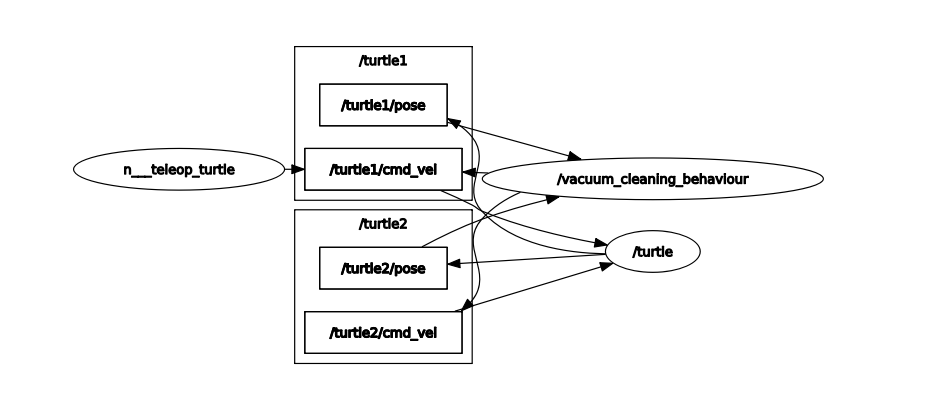 /turtle1
/turtle1/pose
n___teleop_turtle
/turtle1/cmd_vel
/vacuum_cleaning_behaviour
/turtle2
/turtle
/turtle2/pose
/turtle2/cmd_vel